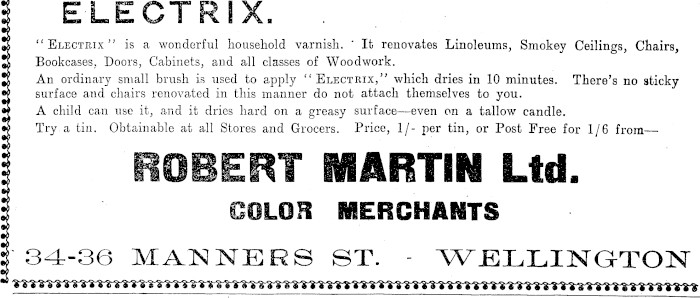 ELECTRIX.
"ELECTRIX" is a wonderful household varnish. It renovates Linoleums, Smokey Ceilings, Chairs,
Bookcases, Doors, Cabinets, and all classes of Woodwork.
An ordinary small brush is used to apply "ELECTRIX," which dries in 10 minutes. There's no sticky
surface and chairs renovated in this manner do not attach themselves to you.
A child can use it, and it dries hard on a greasy surface—even on a tallow candle.
Try a tin. Obtainable at all Stores and Grocers. Price, 1/- per tin, or Post Free for 1/6 from—
ROBERT MARTIN Ltd.
COLOR MERCHANTS
34-36 MANNERS ST. - WELLINGTON